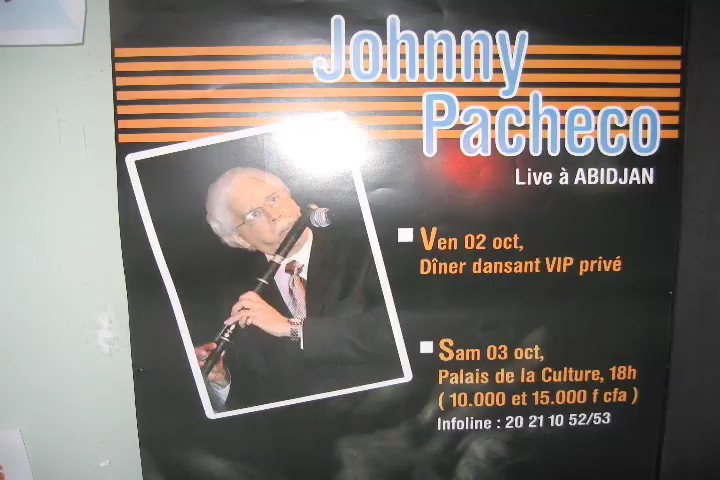 Johnny
Pacheco
Live à ABIDJAN
Ven 02 oct,
Dîner dansant VIP privé
Sam 03 oct,
Palais de la Culture, 18h
( 10.000 et 15.000 f cfa )
Infoline : 20 21 10 52/53